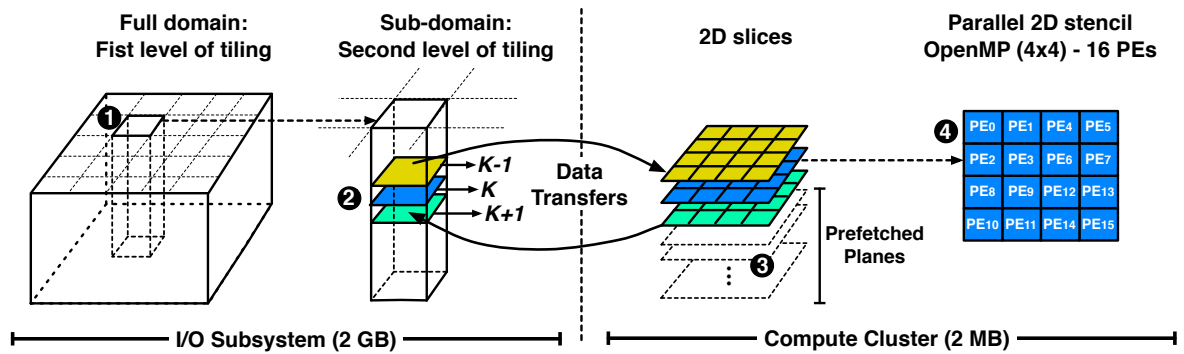 Full domain:
Fist level of tiling
Sub-domain:
Second level of tiling
2D slices
Parallel 2D stencil
OpenMP (4x4) - 16 PEs
1
2
K-1
K
K+1
Data
Transfers
3
Prefetched
Planes
4
PE0 PE1 PE4 PE5
PE2 PE3 PE6 PE7
PE8 PE9 PE12 PE13
PE10 PE11 PE14 PE15
I/O Subsystem (2 GB)
Compute Cluster (2 MB)